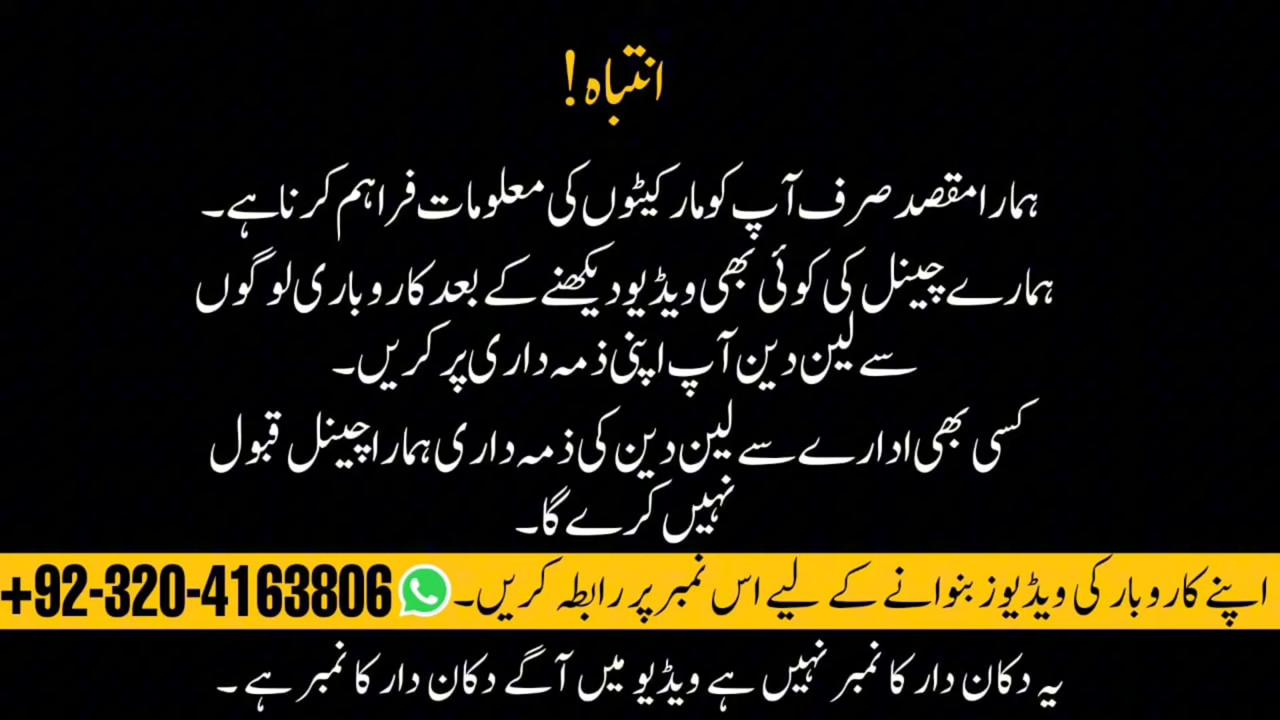 انتباہ!
ہمارا مقصد صرف آپ کو مارکیٹوں کی معلومات فراہم کرنا ہے۔
ہمارے چینل کی کوئی بھی ویڈیو دیکھنے کے بعد کاروباری لوگوں
سے لین دین آپ اپنی ذمہ داری پر کریں۔
کسی بھی ادارے سے لین دین کی ذمہ داری ہمارا چینل قبول
نہیں کرے گا۔
اپنے کاروبار کی ویڈیوز بنوانے کے لیے اس نمبر پر رابطہ کریں۔ +92-320-4163806
یہ دکان دار کا نمبر نہیں ہے ویڈیو میں آگے دکان دار کا نمبر ہے۔